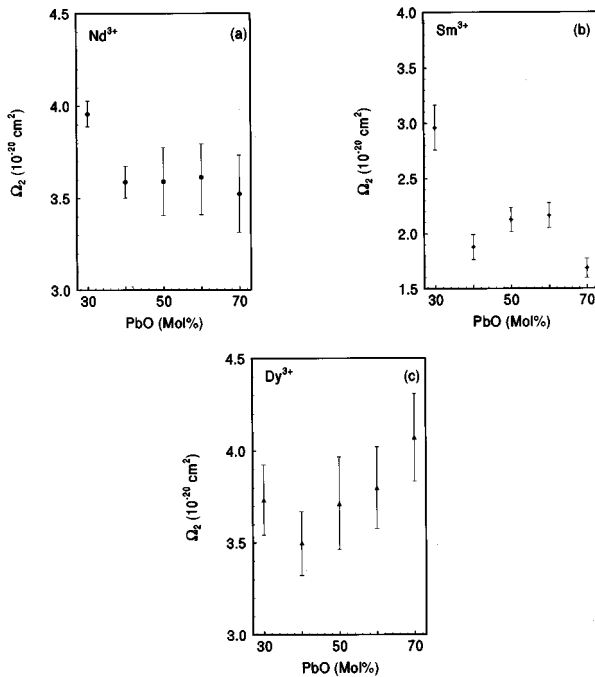 Nd³⁺
(a)
4.5
4.0
3.5
3.0
Ω₂ (10⁻²⁰ cm²)
30
40
50
60
70
PbO (Mol%)
Sm³⁺
(b)
4.0
3.5
3.0
2.5
2.0
1.5
Ω₂ (10⁻²⁰ cm²)
30
40
50
60
70
PbO (Mol%)
Dy³⁺
(c)
4.5
4.0
3.5
3.0
Ω₂ (10⁻²⁰ cm²)
30
40
50
60
70
PbO (Mol%)